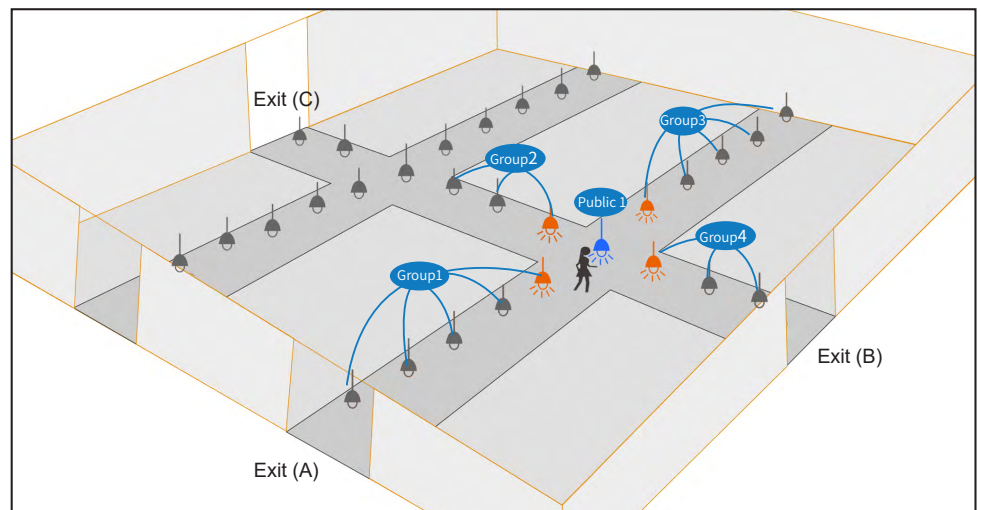 Exit (C)
Group3
Group2
Public 1
Group4
Group1
Exit (B)
Exit (A)